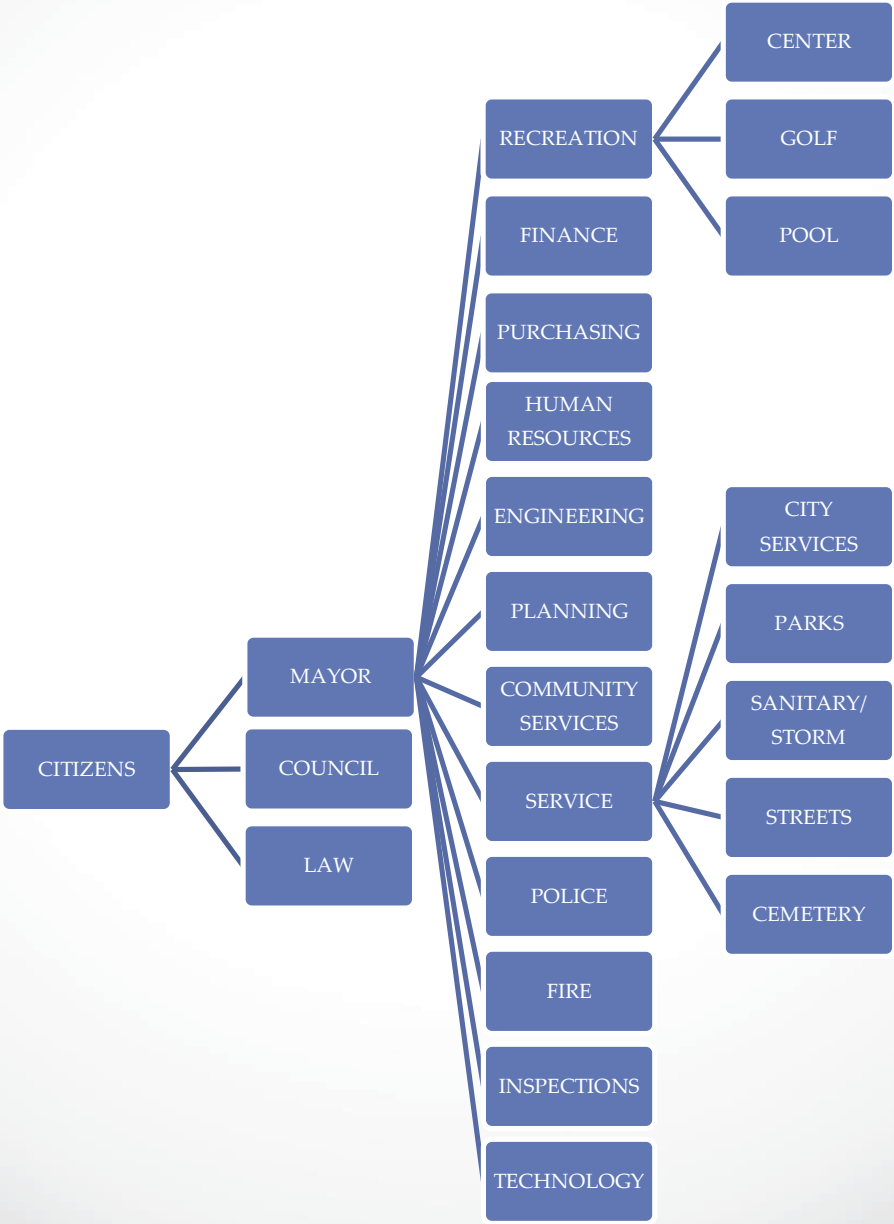 CITIZENS
MAYOR
COUNCIL
LAW
RECREATION
FINANCE
PURCHASING
HUMAN
RESOURCES
ENGINEERING
PLANNING
COMMUNITY
SERVICES
SERVICE
POLICE
FIRE
INSPECTIONS
TECHNOLOGY
CENTER
GOLF
POOL
CITY
SERVICES
PARKS
SANITARY/
STORM
STREETS
CEMETERY